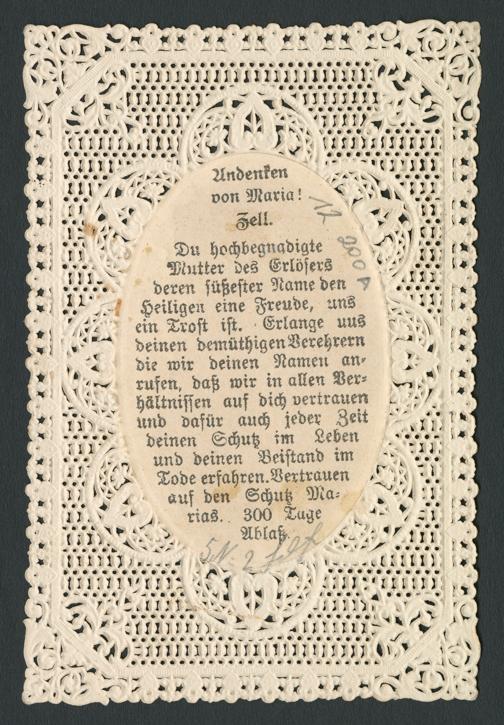 Andenken
von Maria!
Zell.
Du hochbegnadigte
Mutter des Erlösers
deren süßester Name den
Heiligen eine Freude, uns
ein Trost ist. Erlange uus
deinen demüthigen Verehrern
die wir deinen Namen an-
rufen, daß wir in allen Ver-
hältnissen auf dich vertrauen
und dafür auch jeder Zeit
deinen Schutz im Leben
und deinen Beistand im
Tode erfahren. Vertrauen
auf den Schutz Ma-
rias. 300 Tage
Ablaß.
12
200